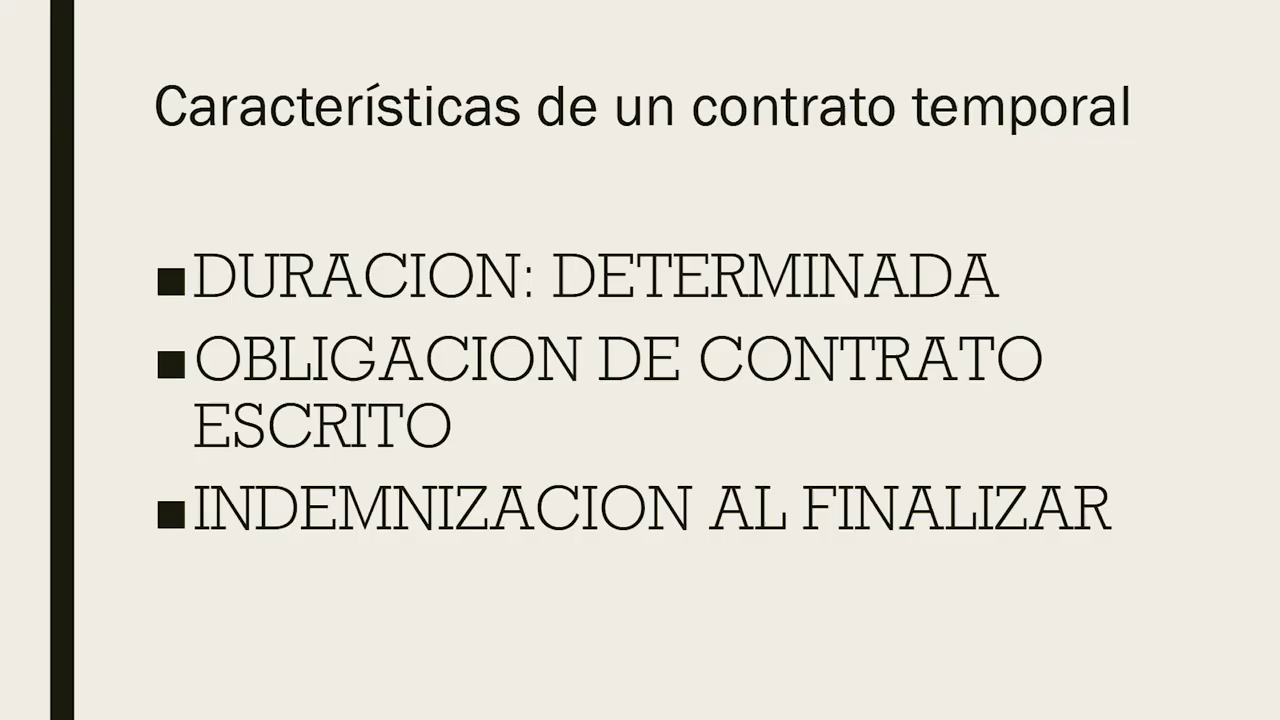 Características de un contrato temporal
■DURACION: DETERMINADA
■OBLIGACION DE CONTRATO
ESCRITO
■INDEMNIZACION AL FINALIZAR